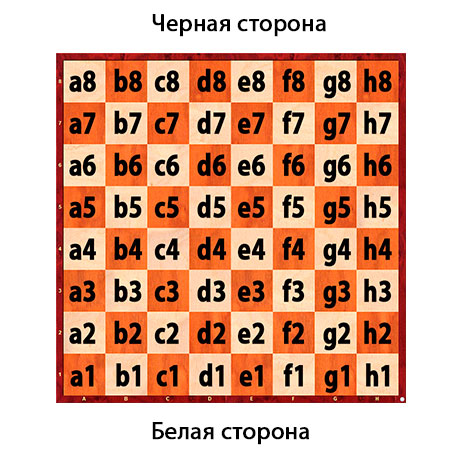 Черная сторона
8 a8 b8 c8 d8 e8 f8 g8 h8
7 a7 b7 c7 d7 e7 f7 g7 h7
6 a6 b6 c6 d6 e6 f6 g6 h6
5 a5 b5 c5 d5 e5 f5 g5 h5
4 a4 b4 c4 d4 e4 f4 g4 h4
3 a3 b3 c3 d3 e3 f3 g3 h3
2 a2 b2 c2 d2 e2 f2 g2 h2
1 a1 b1 c1 d1 e1 f1 g1 h1
A B C D E F G H
Белая сторона